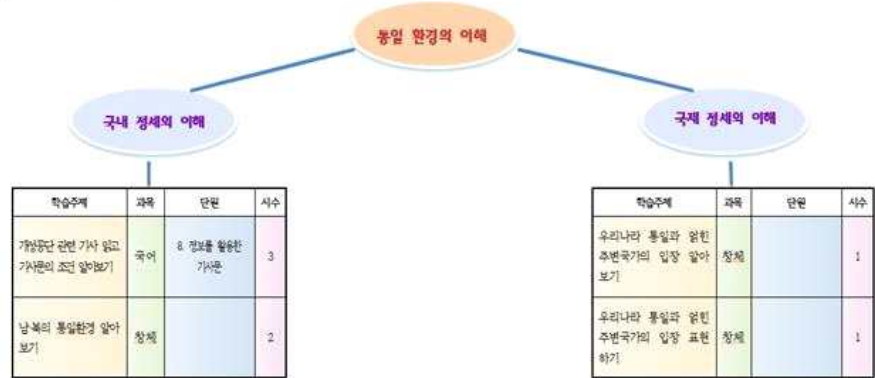 통일 환경의 이해
국내 정세의 이해
국제 정세의 이해
학습주제 과목 단원 시수
개성공단 관련 기사 읽고 국어 8. 정보를 활용한 3
기사문의 조건 알아보기 기사문
남·북의 통일환경 알아 창체 2
보기
학습주제 과목 단원 시수
우리나라 통일과 얽힌
주변국가의 입장 알아 창체 1
보기
우리나라 통일과 얽힌
주변국가의 입장 표현 창체 1
하기